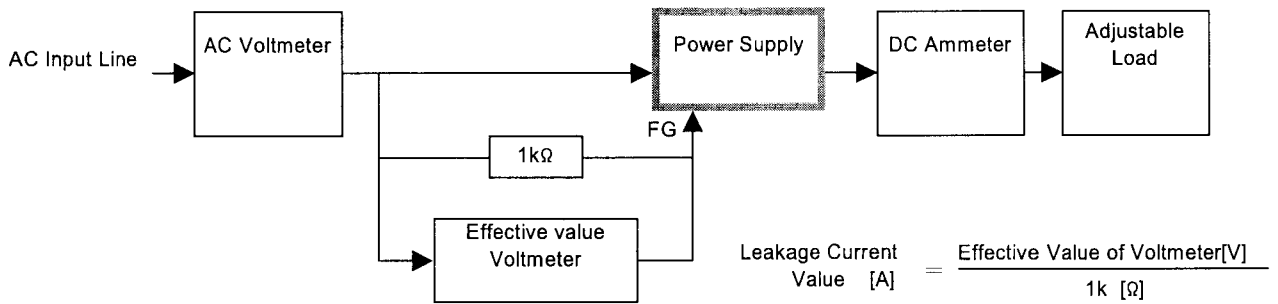 AC Input Line
AC Voltmeter
Power Supply
DC Ammeter
Adjustable
Load
FG
1kΩ
Effective value
Voltmeter
Leakage Current
Value [A]
=
Effective Value of Voltmeter[V]
1k [Ω]